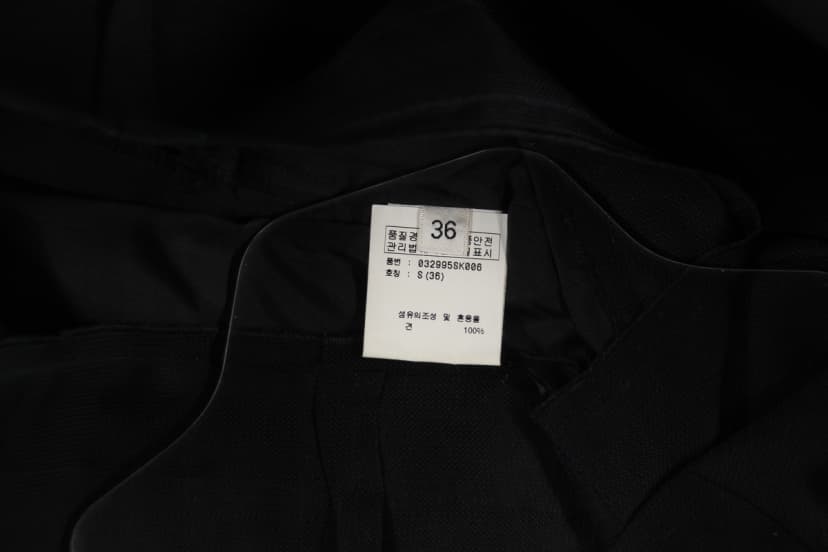 36
품질경 안전
관리법 표시
품번 : 032995SK006
호칭 : S (36)
섬유의조성 및 혼용률
견 100%